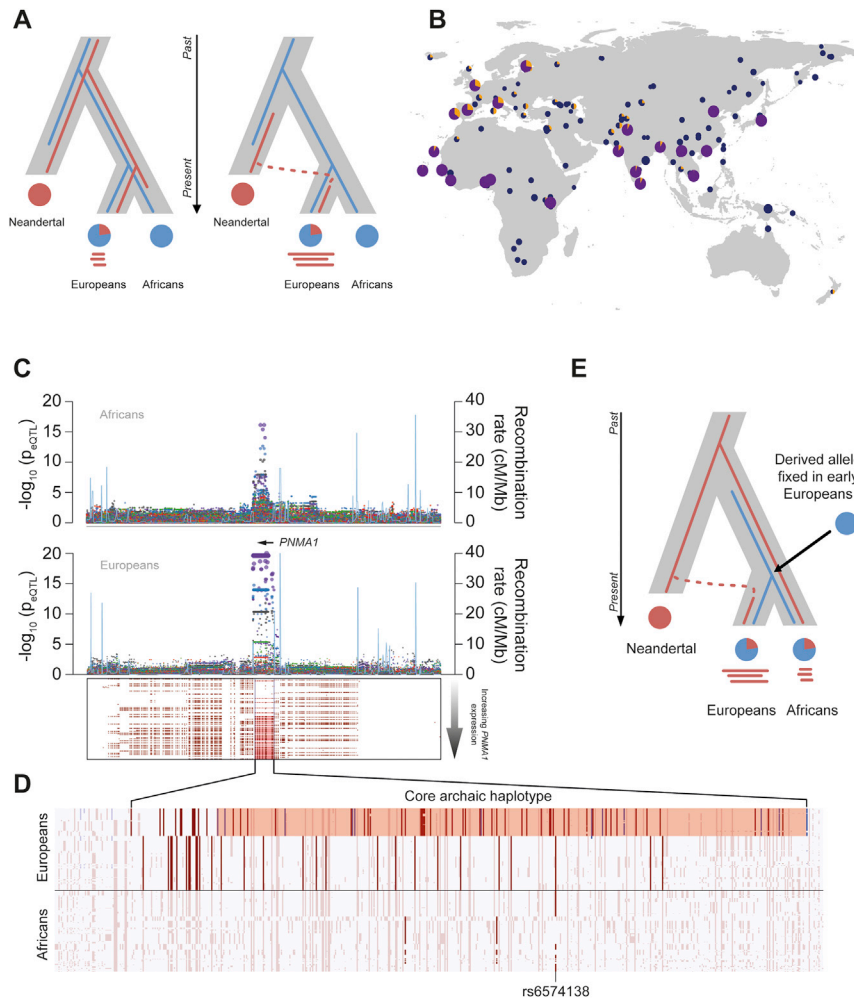 A
Past
Present
Neandertal
Neandertal
Europeans
Africans
Europeans
Africans
B
C
20
15
10
5
0
-log10 (peQTL)
Africans
40
30
20
10
0
Recombination
rate (cM/Mb)
PNMA1
20
15
10
5
0
-log10 (peQTL)
Europeans
40
30
20
10
0
Recombination
rate (cM/Mb)
Increasing PNMA1
expression
E
Past
Present
Derived allel
fixed in early
Europeans
Neandertal
Europeans
Africans
D
Core archaic haplotype
Europeans
Africans
rs6574138